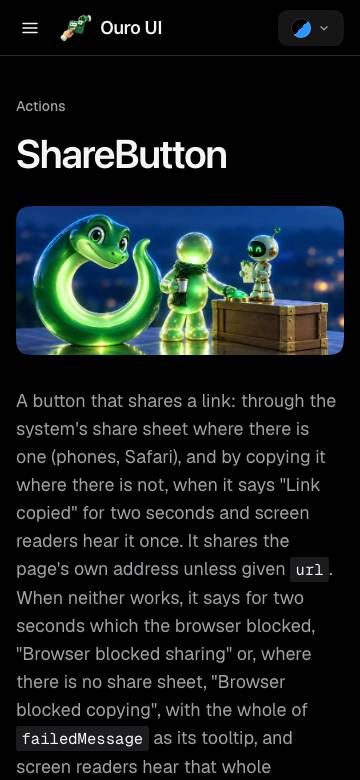 Ouro UI
Actions
ShareButton
A button that shares a link: through the
system's share sheet where there is
one (phones, Safari), and by copying it
where there is not, when it says "Link
copied" for two seconds and screen
readers hear it once. It shares the
page's own address unless given url.
When neither works, it says for two
seconds which the browser blocked,
"Browser blocked sharing" or, where
there is no share sheet, "Browser
blocked copying", with the whole of
failedMessage as its tooltip, and
screen readers hear that whole